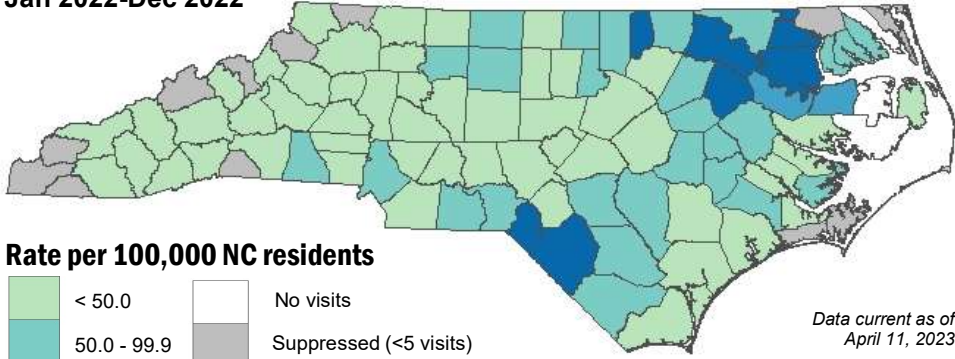 Jan 2022-Dec 2022
Rate per 100,000 NC residents
< 50.0
No visits
50.0 - 99.9
Suppressed (<5 visits)
Data current as of
April 11, 2023